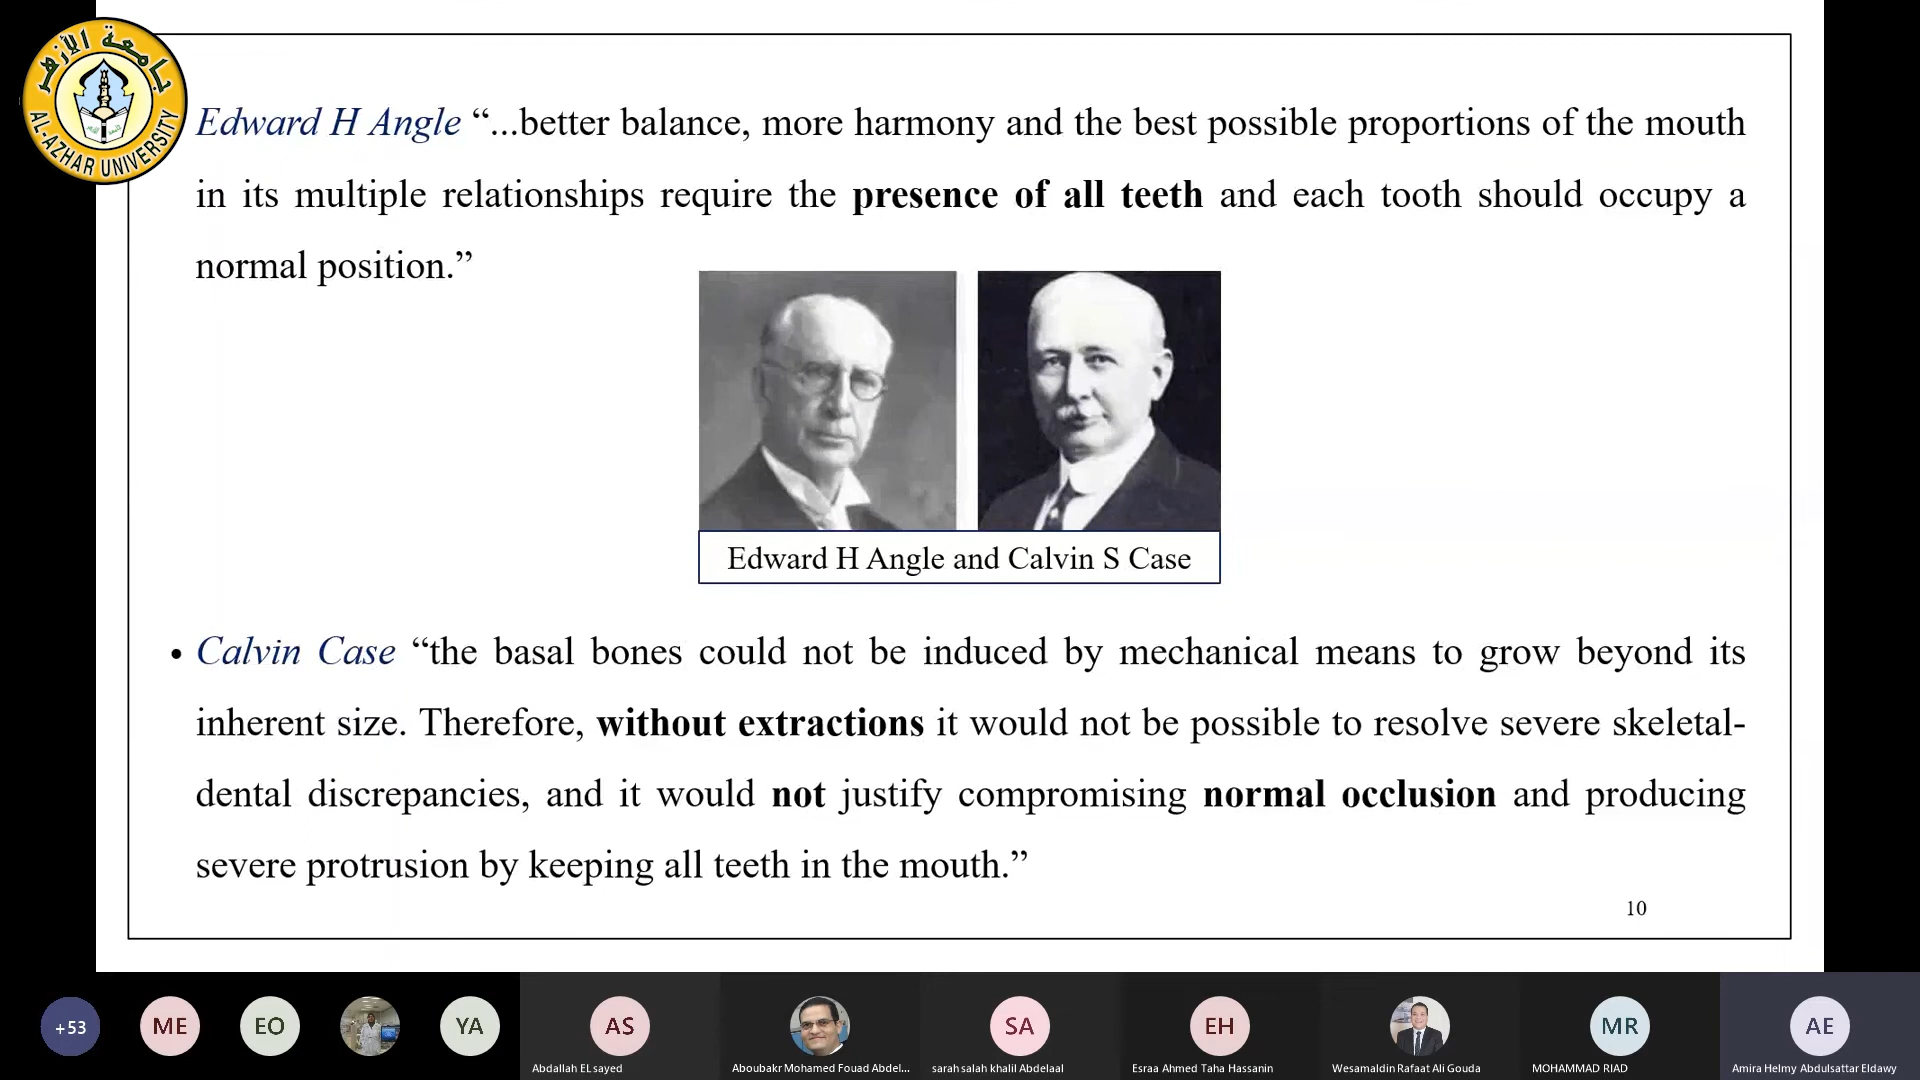 جامعة الأزهر
AL-AZHAR UNIVERSITY
Edward H Angle “...better balance, more harmony and the best possible proportions of the mouth
in its multiple relationships require the presence of all teeth and each tooth should occupy a
normal position.”
Edward H Angle and Calvin S Case
• Calvin Case “the basal bones could not be induced by mechanical means to grow beyond its
inherent size. Therefore, without extractions it would not be possible to resolve severe skeletal-
dental discrepancies, and it would not justify compromising normal occlusion and producing
severe protrusion by keeping all teeth in the mouth.”
10
+53
ME
EO
YA
AS
SA
EH
MR
AE
Abdallah EL sayed
Aboubakr Mohamed Fouad Abdel...
sarah salah khalil Abdelaal
Esraa Ahmed Taha Hassanin
Wesamaldin Rafaat Ali Gouda
MOHAMMAD RIAD
Amira Helmy Abdulsattar Eldawy